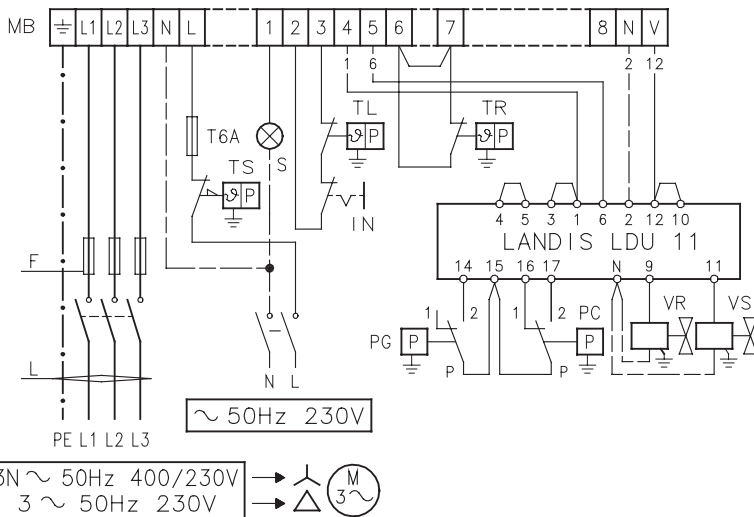 MB L1 L2 L3 N L 1 2 3 4 5 6 7 8 N V
1 6 2 12
TL TR
T6A ϑ P ϑ P
S
TS
ϑ P
IN
4 5 3 1 6 2 12 10
LANDIS LDU 11
F
14 15 16 17 N 9 11
1 2 1 2 PC VR VS
PG P P
L
N L P P
~ 50Hz 230V
PE L1 L2 L3
3N ~ 50Hz 400/230V
M
3~
3 ~ 50Hz 230V